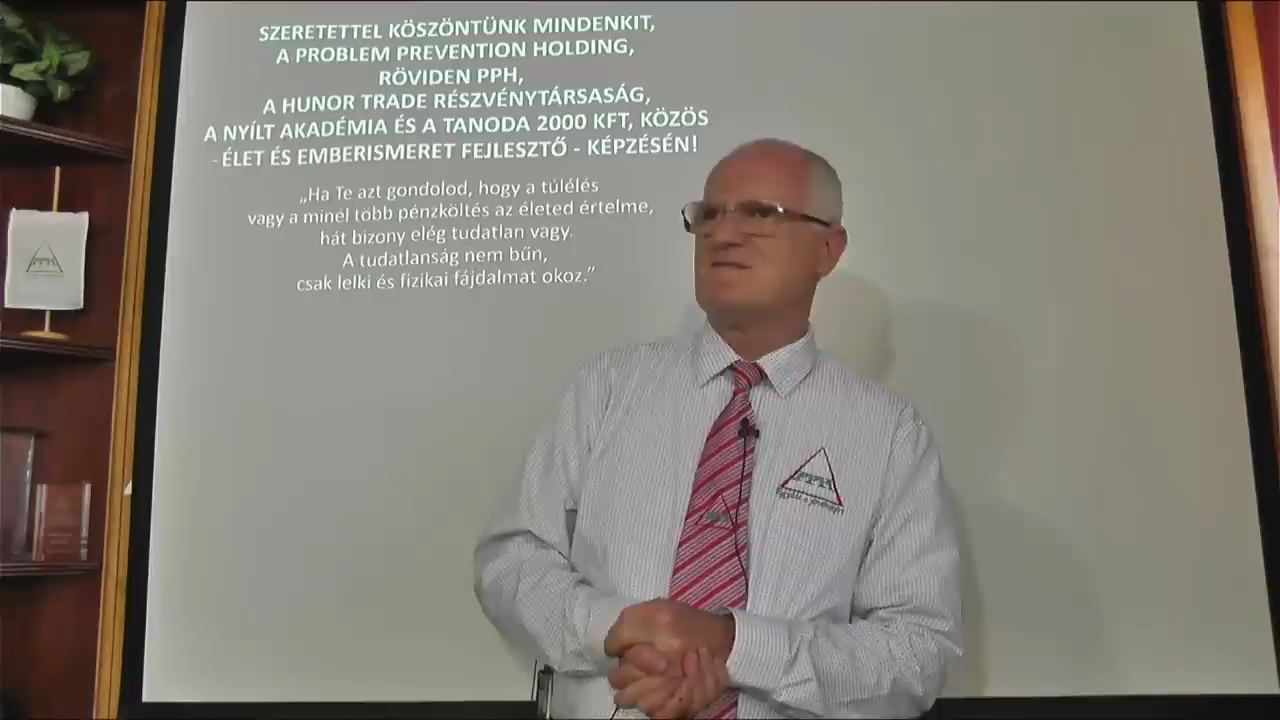 SZERETETTEL KÖSZÖNTÜNK MINDENKIT,
A PROBLEM PREVENTION HOLDING,
RÖVIDEN PPH,
A HUNOR TRADE RÉSZVÉNYTÁRSASÁG,
A NYÍLT AKADÉMIA ÉS A TANODA 2000 KFT, KÖZÖS
- ÉLET ÉS EMBERISMERET FEJLESZTŐ - KÉPZÉSÉN!
„Ha Te azt gondolod, hogy a túlélés
vagy a minél több pénzköltés az életed értelme,
hát bizony elég tudatlan vagy.
A tudatlanság nem bűn,
csak lelki és fizikai fájdalmat okoz.”
PPH
PPH